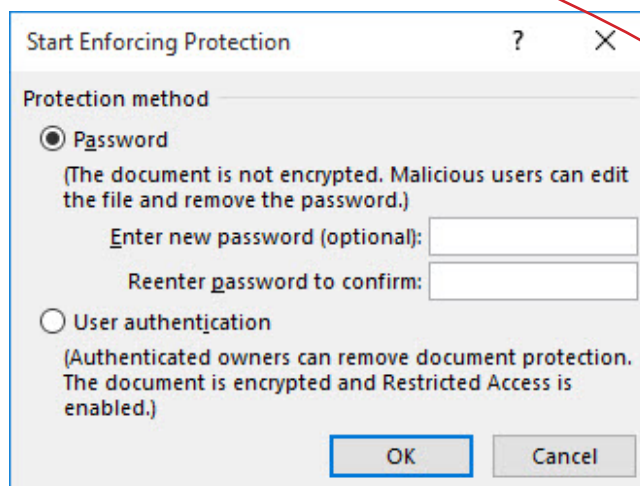 Start Enforcing Protection ?
Protection method
Password
(The document is not encrypted. Malicious users can edit
the file and remove the password.)
Enter new password (optional):
Reenter password to confirm:
User authentication
(Authenticated owners can remove document protection.
The document is encrypted and Restricted Access is
enabled.)
OK Cancel